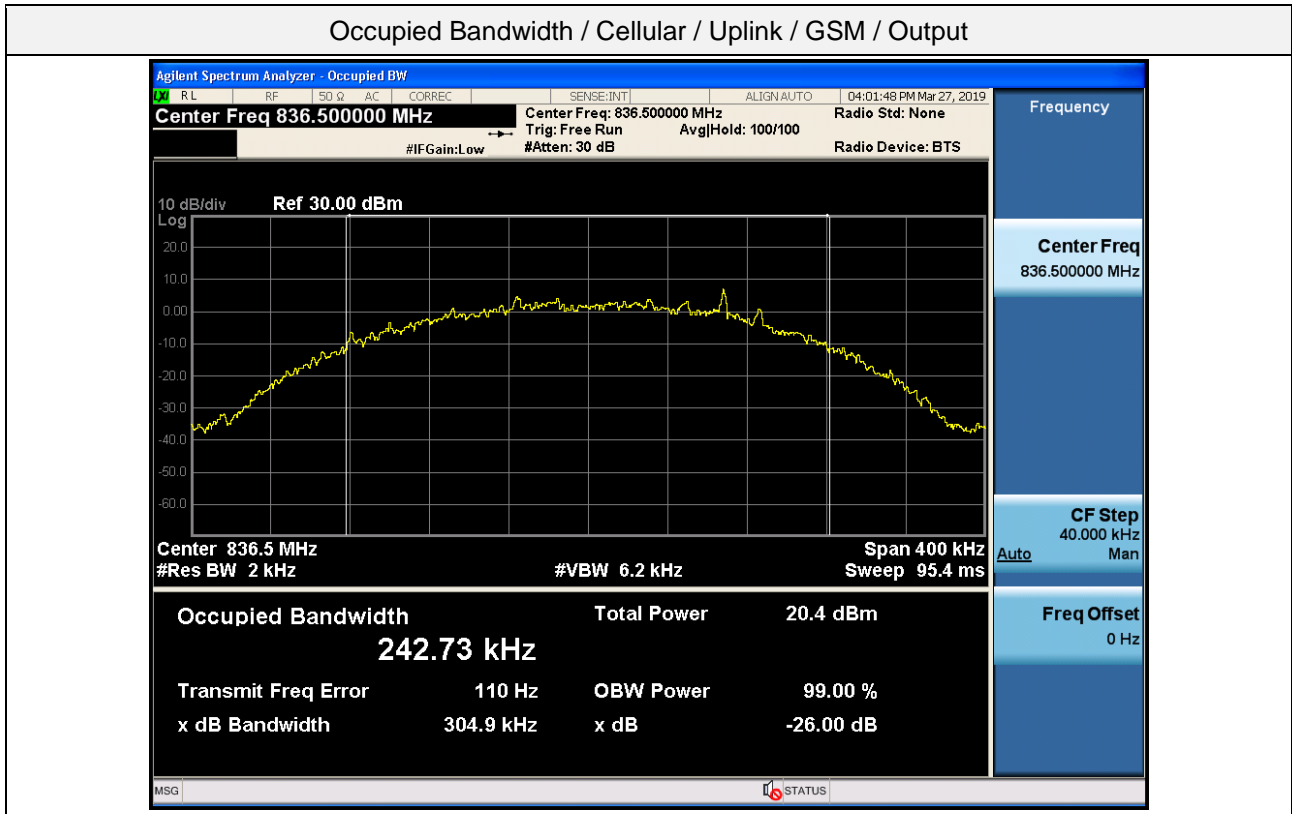 Occupied Bandwidth / Cellular / Uplink / GSM / Output
Agilent Spectrum Analyzer - Occupied BW
LXI RL RF 50 Ω AC CORREC SENSE:INT ALIGN AUTO 04:01:48 PM Mar 27, 2019
Center Freq 836.500000 MHz
Center Freq: 836.500000 MHz
Radio Std: None
Trig: Free Run Avg|Hold: 100/100
#IFGain:Low #Atten: 30 dB
Radio Device: BTS
Frequency
10 dB/div Ref 30.00 dBm
Log
20.0
10.0
0.00
-10.0
-20.0
-30.0
-40.0
-50.0
-60.0
Center 836.5 MHz Span 400 kHz
#Res BW 2 kHz #VBW 6.2 kHz Sweep 95.4 ms
Center Freq
836.500000 MHz
CF Step
40.000 kHz
Auto Man
Freq Offset
0 Hz
Occupied Bandwidth Total Power 20.4 dBm
242.73 kHz
Transmit Freq Error 110 Hz OBW Power 99.00 %
x dB Bandwidth 304.9 kHz x dB -26.00 dB
MSG STATUS